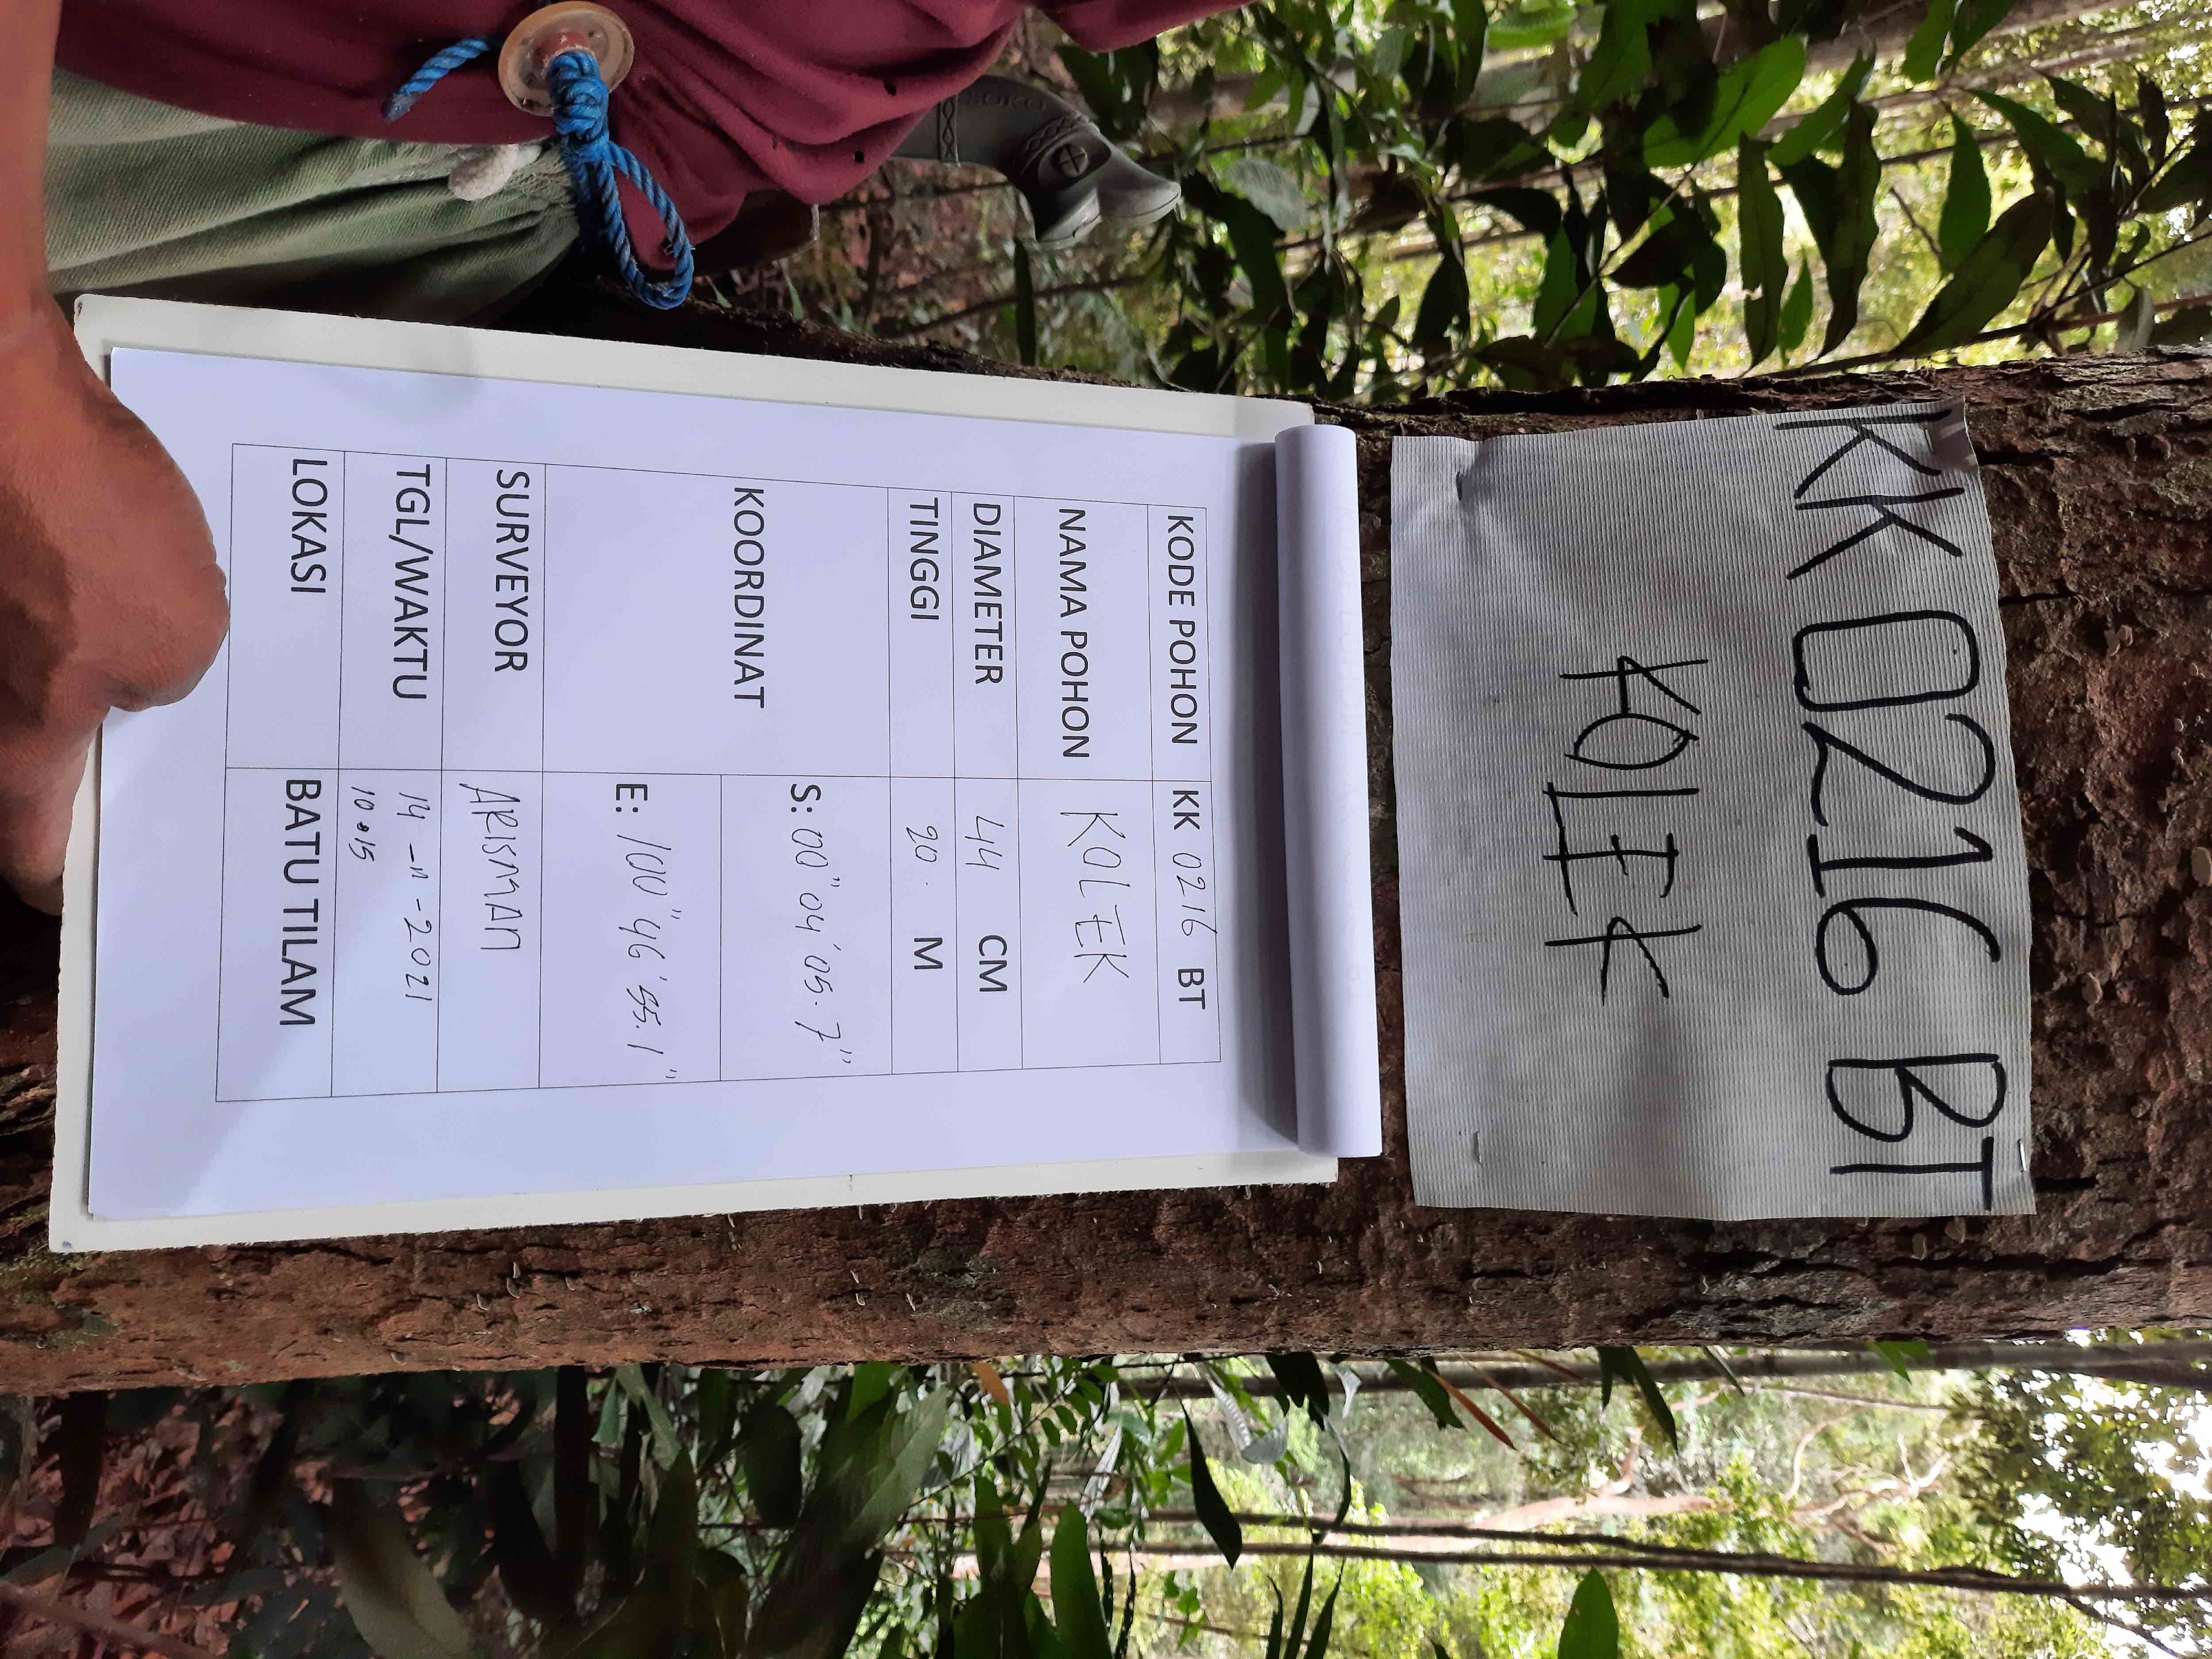 KK 0216 BT
KOLEK
KODE POHON KK 0216 BT
NAMA POHON KOLEK
DIAMETER 44 CM
TINGGI 20. M
KOORDINAT S: 00" 04' 05.7"
E: 100" 46' 55.1"
SURVEYOR ARISMAN
TGL/WAKTU 14 -11 -2021
10.15
LOKASI BATU TILAM